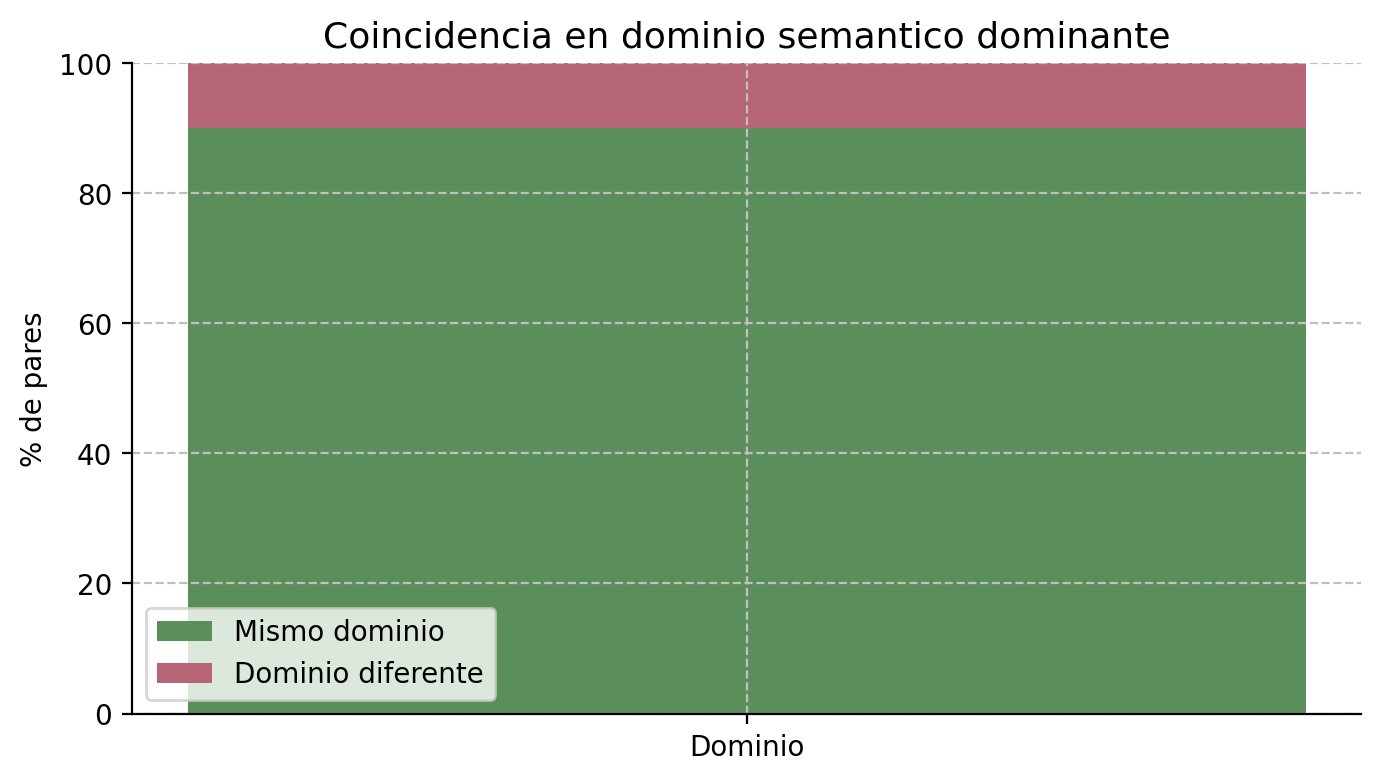 Coincidencia en dominio semantico dominante
100
80
60
40
20
0
% de pares
Mismo dominio
Dominio diferente
Dominio